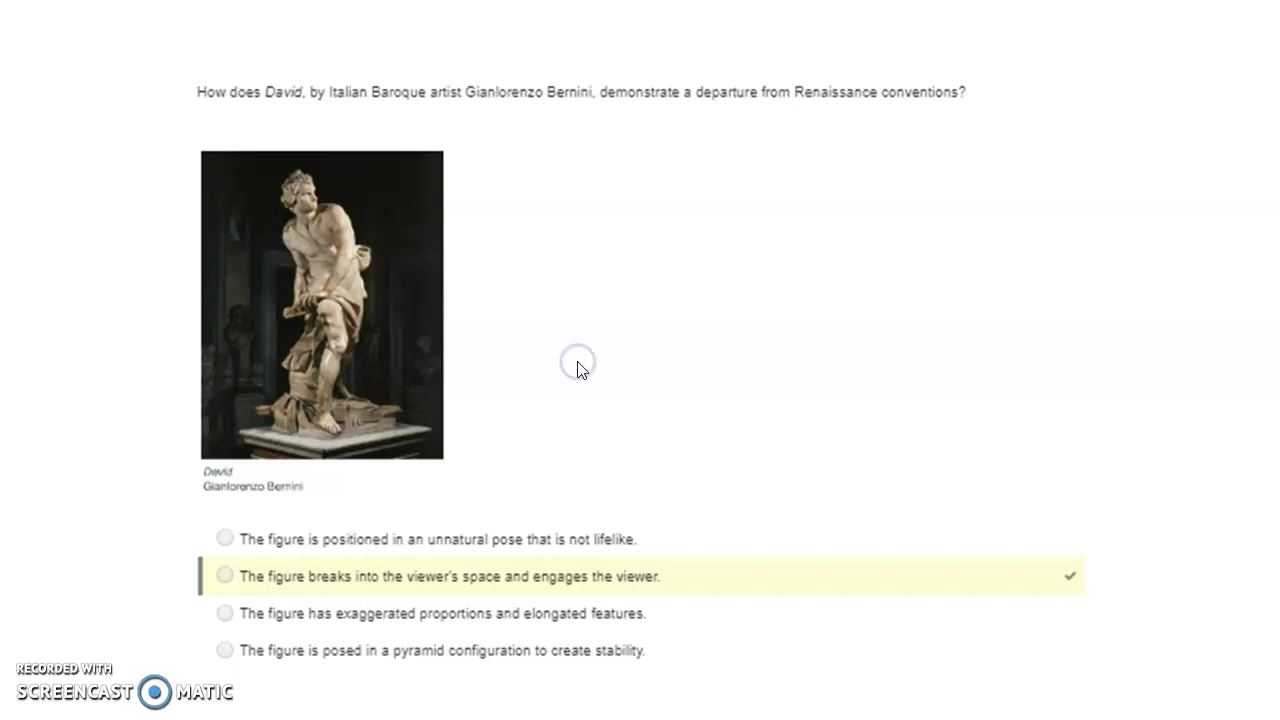 How does David, by Italian Baroque artist Gianlorenzo Bernini, demonstrate a departure from Renaissance conventions?
David
Gianlorenzo Bernini
The figure is positioned in an unnatural pose that is not lifelike.
The figure breaks into the viewer's space and engages the viewer.
The figure has exaggerated proportions and elongated features.
The figure is posed in a pyramid configuration to create stability.
RECORDED WITH
SCREENCAST MATIC